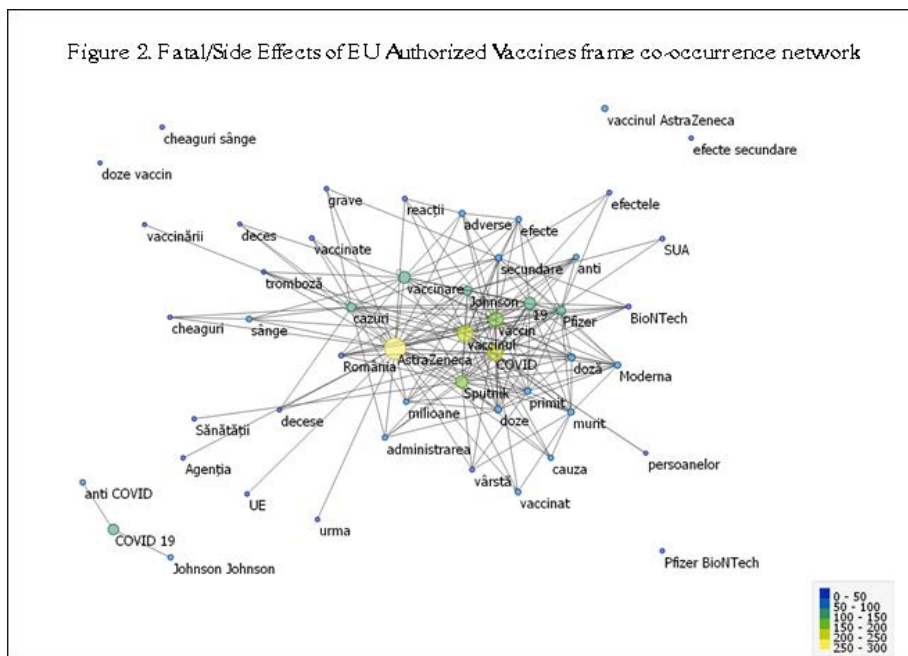 Figure 2. Fatal/Side Effects of EU Authorized Vaccines frame co-occurrence network
vaccinul AstraZeneca
cheaguri sânge
efecte secundare
doze vaccin
grave
reacții
adverse
efecte
efectele
vaccinării
deces
vaccinate
SUA
secundare
anti
tromboză
vaccinare
Johnson
19
Pfizer
BioNTech
cazuri
cheaguri
sânge
vaccin
vaccinul
AstraZeneca
COVID
România
doză
Moderna
Sputnik
primit
milioane
doze
murit
decese
Sănătății
administrarea
cauza
persoanelor
Agenția
vârstă
vaccinat
UE
urma
anti COVID
COVID 19
Johnson Johnson
Pfizer BioNTech
0 - 50
50 - 100
100 - 150
150 - 200
200 - 250
250 - 300